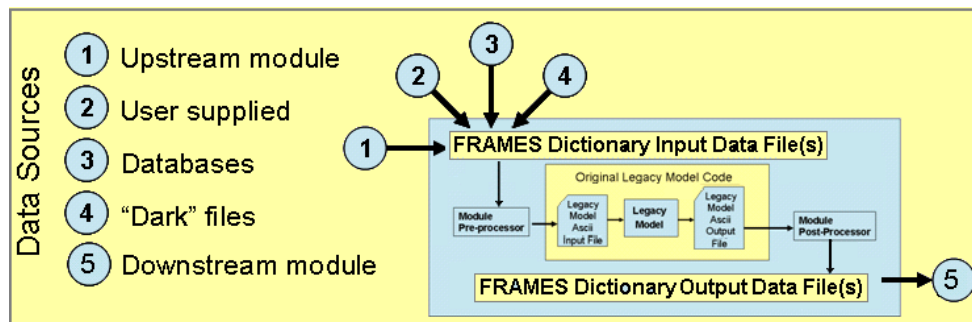 Data Sources
1 Upstream module
2 User supplied
3 Databases
4 “Dark” files
5 Downstream module
3
2
4
1
FRAMES Dictionary Input Data File(s)
Original Legacy Model Code
Module
Pre-processor
Legacy
Model
Ascii
Input File
Legacy
Model
Legacy
Model
Ascii
Output
File
Module
Post-Processor
FRAMES Dictionary Output Data File(s)
5